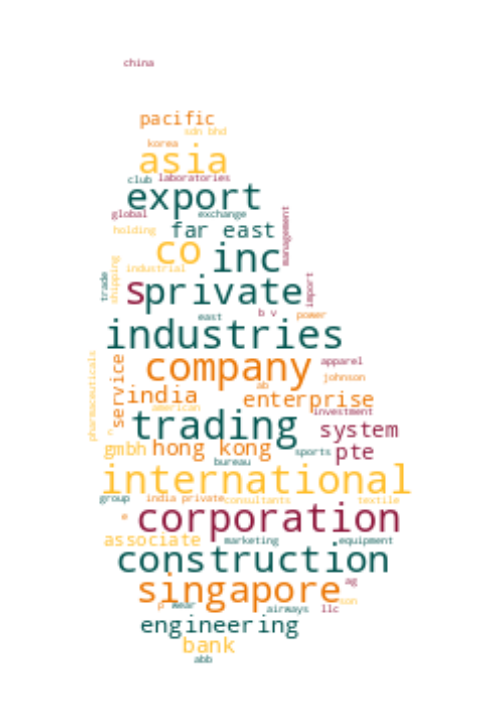 china
pacific
sdn bhd
korea
asia
club laboratories
export
global exchange
holding far east
management
co inc
industrial
shipping
trade
s private
import
east b v power
industries
company apparel
pharmaceuticals
service
johnson
ab
india enterprise
american investment
trading system
gmbh hong kong sports pte
bureau
international
group india private consultants textile
e corporation
associate marketing equipment
construction
singapore ag
p wear son
airways llc
engineering
bank
abb